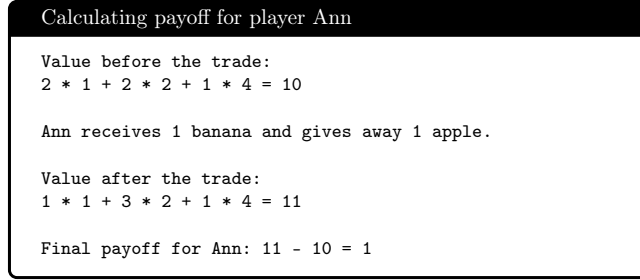 Calculating payoff for player Ann
Value before the trade:
2 * 1 + 2 * 2 + 1 * 4 = 10
Ann receives 1 banana and gives away 1 apple.
Value after the trade:
1 * 1 + 3 * 2 + 1 * 4 = 11
Final payoff for Ann: 11 - 10 = 1